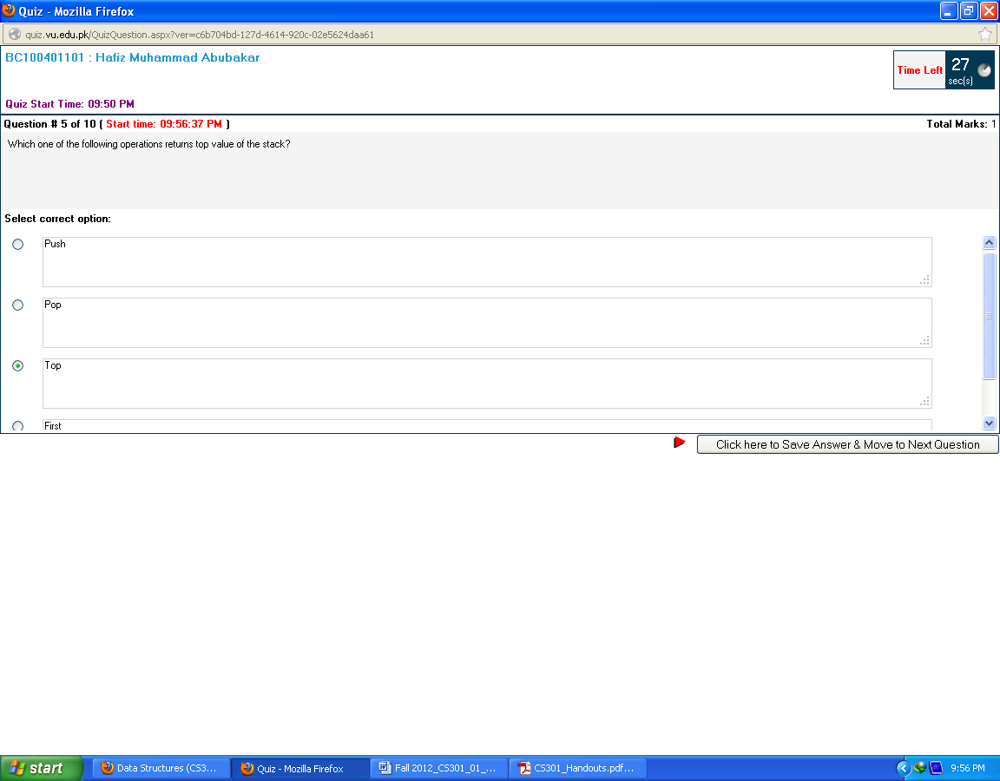 Quiz - Mozilla Firefox
quiz.vu.edu.pk/QuizQuestion.aspx?ver=c6b704bd-127d-4614-920c-02e5624daa61
BC100401101 : Hafiz Muhammad Abubakar
Time Left 27 sec(s)
Quiz Start Time: 09:50 PM
Question # 5 of 10 ( Start time: 09:56:37 PM ) Total Marks: 1
Which one of the following operations returns top value of the stack?
Select correct option:
Push
Pop
Top
First
Click here to Save Answer & Move to Next Question
start Data Structures (CS3... Quiz - Mozilla Firefox Fall 2012_CS301_01_... CS301_Handouts.pdf... 9:56 PM